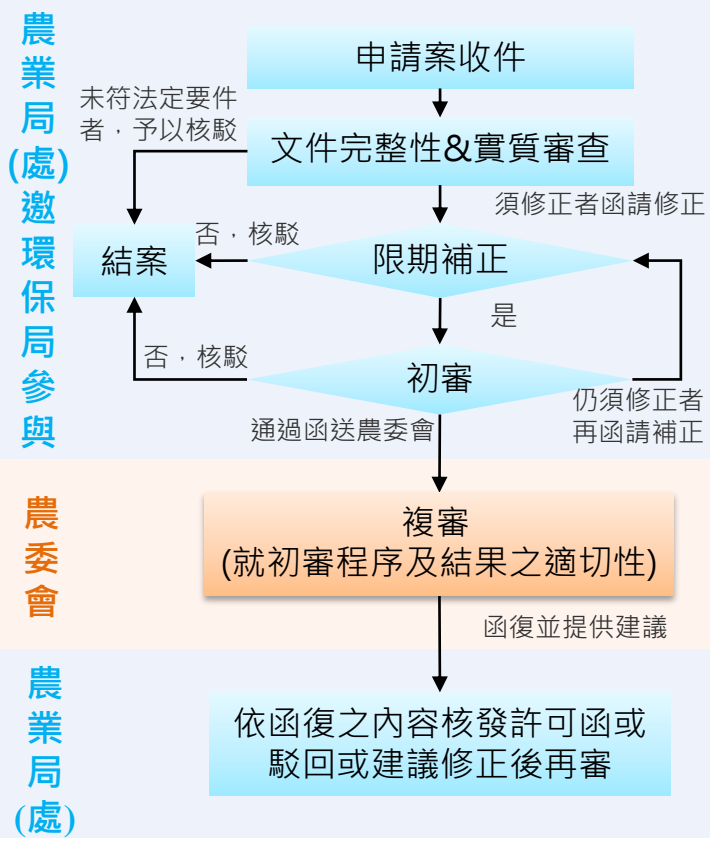 農業局(處)邀環保局參與
申請案收件
未符法定要件
者，予以核駁
文件完整性&實質審查
須修正者函請修正
否，核駁
結案
限期補正
是
否，核駁
初審
仍須修正者
再函請補正
通過函送農委會
農委會
複審
(就初審程序及結果之適切性)
函復並提供建議
農業局(處)
依函復之內容核發許可函或
駁回或建議修正後再審